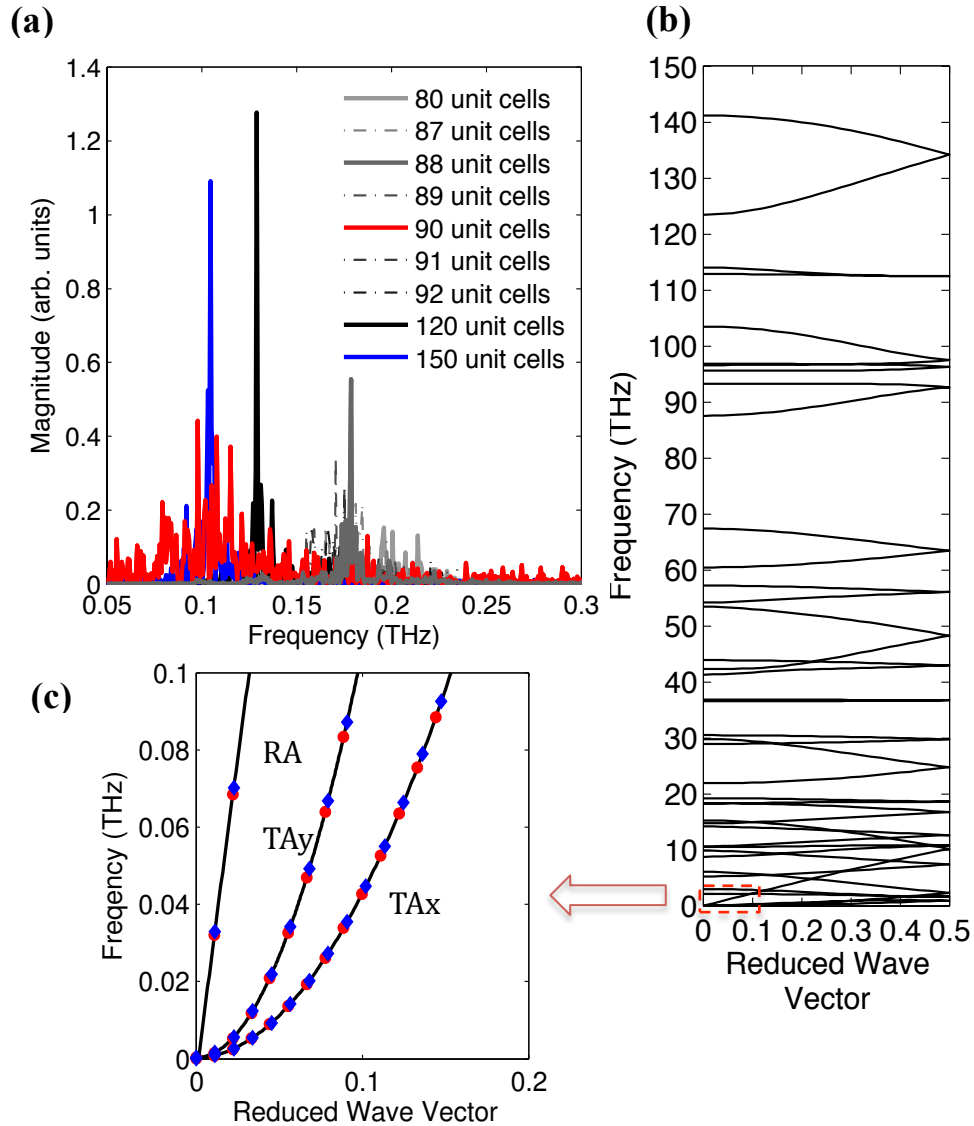 (a)
1.4
1.2
1
0.8
0.6
0.4
0.2
0
Magnitude (arb. units)
80 unit cells
87 unit cells
88 unit cells
89 unit cells
90 unit cells
91 unit cells
92 unit cells
120 unit cells
150 unit cells
0.05 0.1 0.15 0.2 0.25 0.3
Frequency (THz)
(b)
150
140
130
120
110
100
90
80
70
60
50
40
30
20
10
0
Frequency (THz)
0 0.1 0.2 0.3 0.4 0.5
Reduced Wave
Vector
(c)
0.1
0.08
0.06
0.04
0.02
0
Freqency (THz)
RA
TAy
TAx
0 0.1 0.2
Reduced Wave Vector